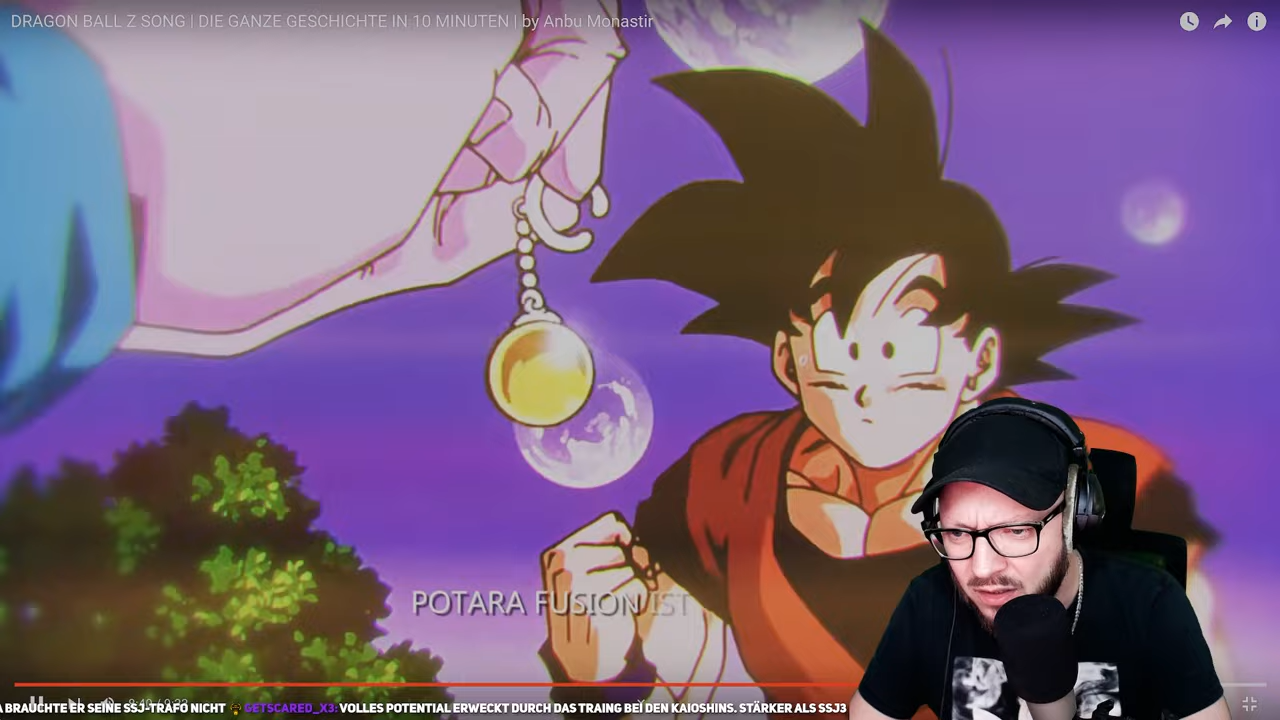 DRAGON BALL Z SONG | DIE GANZE GESCHICHTE IN 10 MINUTEN | by Anbu Monastir
POTARA FUSION IST
A BRAUCHTE ER SEINE SSJ-TRAFO NICHT GETSCARED_X3: VOLLES POTENTIAL ERWECKT DURCH DAS TRAING BEI DEN KAIOSHINS. STÄRKER ALS SSJ3